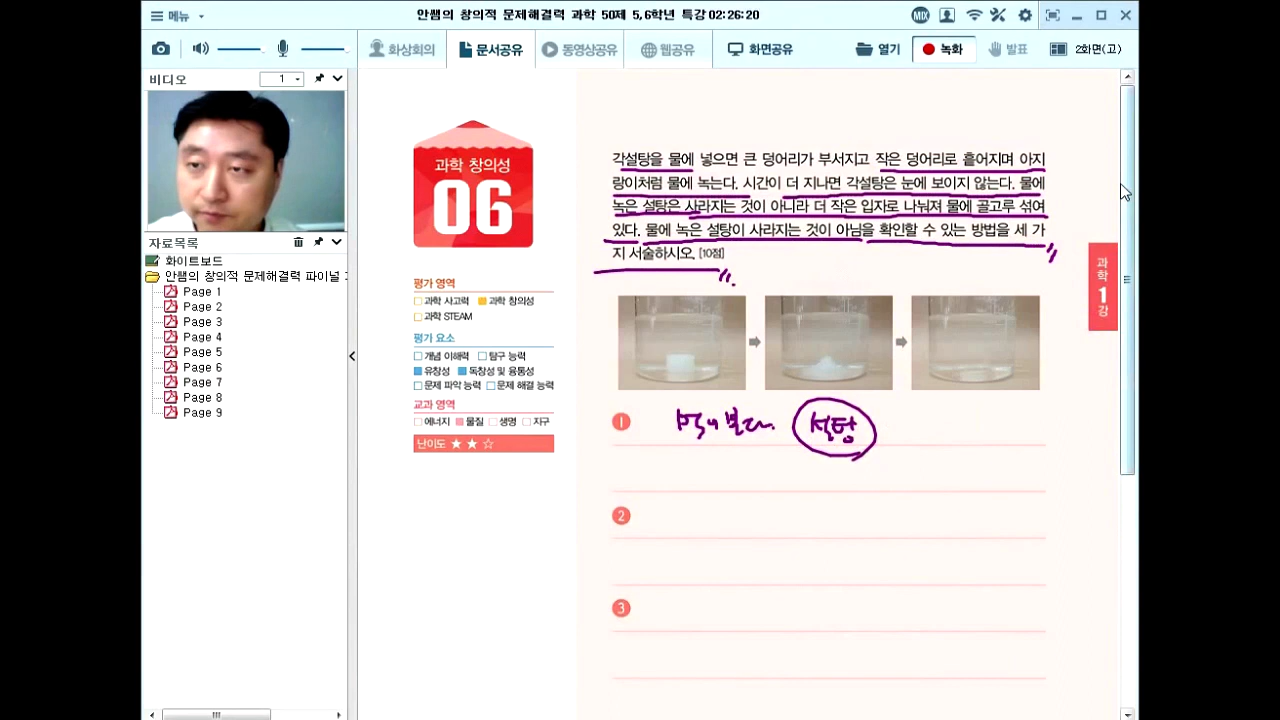 메뉴
안쌤의 창의적 문제해결력 과학 50제 5,6학년 특강 02:26:20
MIX
화상회의
문서공유
동영상공유
웹공유
화면공유
열기
녹화
발표
2화면(고)
비디오
1
자료목록
화이트보드
안쌤의 창의적 문제해결력 파이널
Page 1
Page 2
Page 3
Page 4
Page 5
Page 6
Page 7
Page 8
Page 9
과학 창의성
06
평가 영역
과학 사고력 과학 창의성
과학 STEAM
평가 요소
개념 이해력 탐구 능력
유창성 독창성 및 융통성
문제 파악 능력 문제 해결 능력
교과 영역
에너지 물질 생명 지구
난이도 ★★☆
각설탕을 물에 넣으면 큰 덩어리가 부서지고 작은 덩어리로 흩어지며 아지
랑이처럼 물에 녹는다. 시간이 더 지나면 각설탕은 눈에 보이지 않는다. 물에
녹은 설탕은 사라지는 것이 아니라 더 작은 입자로 나눠져 물에 골고루 섞여
있다. 물에 녹은 설탕이 사라지는 것이 아님을 확인할 수 있는 방법을 세 가
지 서술하시오. [10점]
1 먹어본다. 설탕
2
3
과학 1강